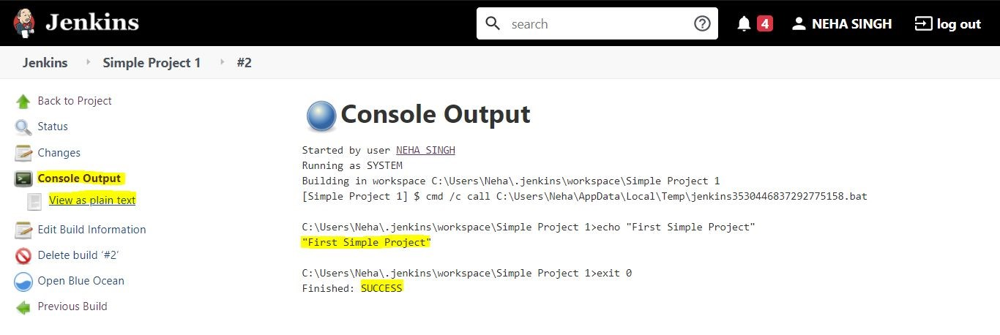 Jenkins
search
4
NEHA SINGH
log out
Jenkins
Simple Project 1
#2
Back to Project
Status
Changes
Console Output
View as plain text
Edit Build Information
Delete build ‘#2’
Open Blue Ocean
Previous Build
Console Output
Started by user NEHA SINGH
Running as SYSTEM
Building in workspace C:\Users\Neha\.jenkins\workspace\Simple Project 1
[Simple Project 1] $ cmd /c call C:\Users\Neha\AppData\Local\Temp\jenkins3530446837292775158.bat
C:\Users\Neha\.jenkins\workspace\Simple Project 1>echo "First Simple Project"
"First Simple Project"
C:\Users\Neha\.jenkins\workspace\Simple Project 1>exit 0
Finished: SUCCESS